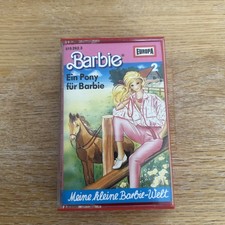 Barbie
EUROPA
Ein Pony
für Barbie
2
Meine kleine Barbie-Welt